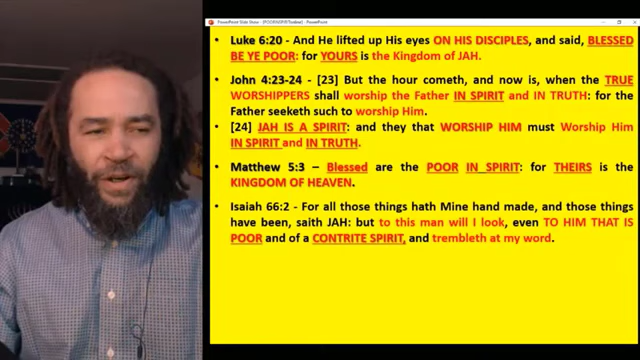 PowerPoint Slide Show - [POORINSPIRIToutline]
• Luke 6:20 - And He lifted up His eyes ON HIS DISCIPLES, and said, BLESSED
BE YE POOR: for YOURS is the Kingdom of JAH.
• John 4:23-24 - [23] But the hour cometh, and now is, when the TRUE
WORSHIPPERS shall worship the Father IN SPIRIT and IN TRUTH: for the
Father seeketh such to worship Him.
• [24] JAH IS A SPIRIT: and they that WORSHIP HIM must Worship Him
IN SPIRIT and IN TRUTH.
• Matthew 5:3 – Blessed are the POOR IN SPIRIT: for THEIRS is the
KINGDOM OF HEAVEN.
• Isaiah 66:2 - For all those things hath Mine hand made, and those things
have been, saith JAH: but to this man will I look, even TO HIM THAT IS
POOR and of a CONTRITE SPIRIT, and trembleth at my word.